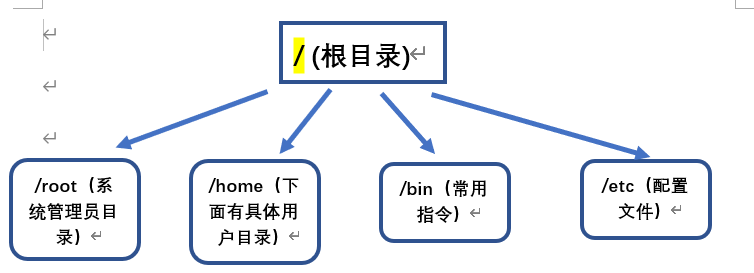 / (根目录)
/root（系
统管理员目
录）
/home（下
面有具体用
户目录）
/bin（常用
指令）
/etc（配置
文件）